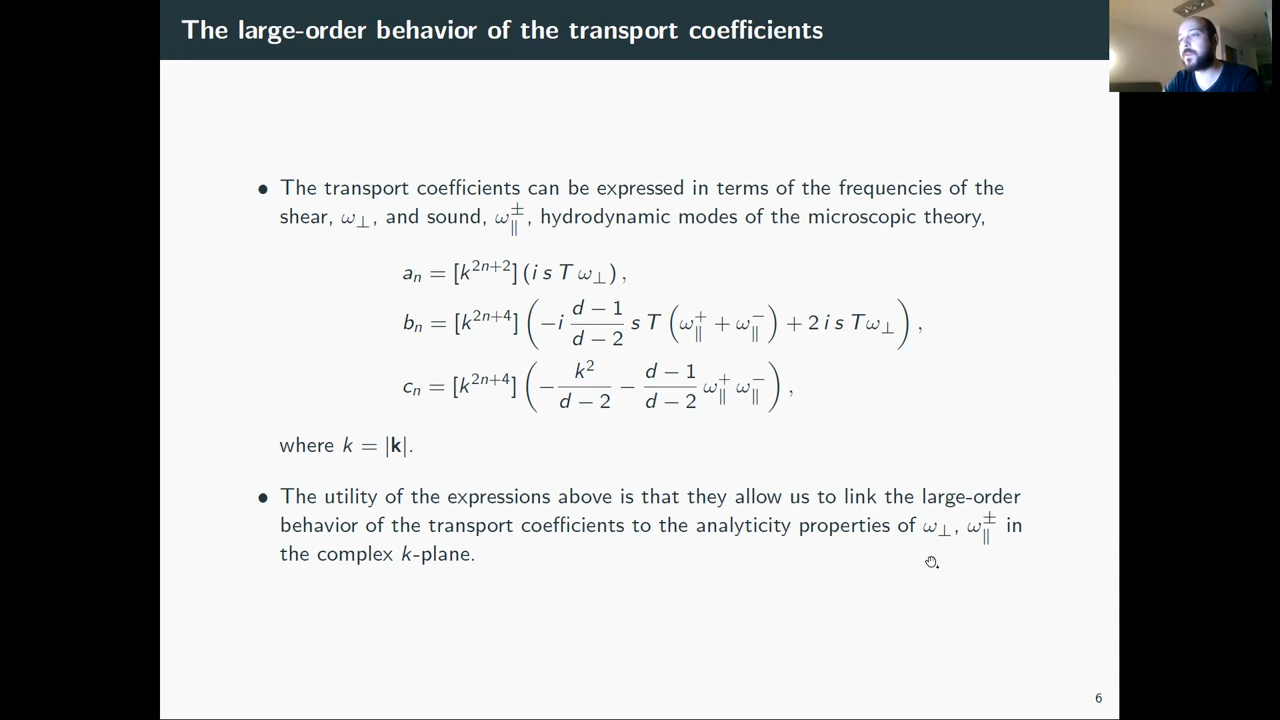 The large-order behavior of the transport coefficients
• The transport coefficients can be expressed in terms of the frequencies of the
shear, ω⊥, and sound, ω∥±, hydrodynamic modes of the microscopic theory,
aₙ = [k²ⁿ⁺²] (i s T ω⊥) ,
bₙ = [k²ⁿ⁺⁴] ( −i (d − 1)/(d − 2) s T ( ω∥⁺ + ω∥⁻ ) + 2 i s T ω⊥ ) ,
cₙ = [k²ⁿ⁺⁴] ( − k²/(d − 2) − (d − 1)/(d − 2) ω∥⁺ ω∥⁻ ) ,
where k = |k|.
• The utility of the expressions above is that they allow us to link the large-order
behavior of the transport coefficients to the analyticity properties of ω⊥, ω∥± in
the complex k-plane.
6